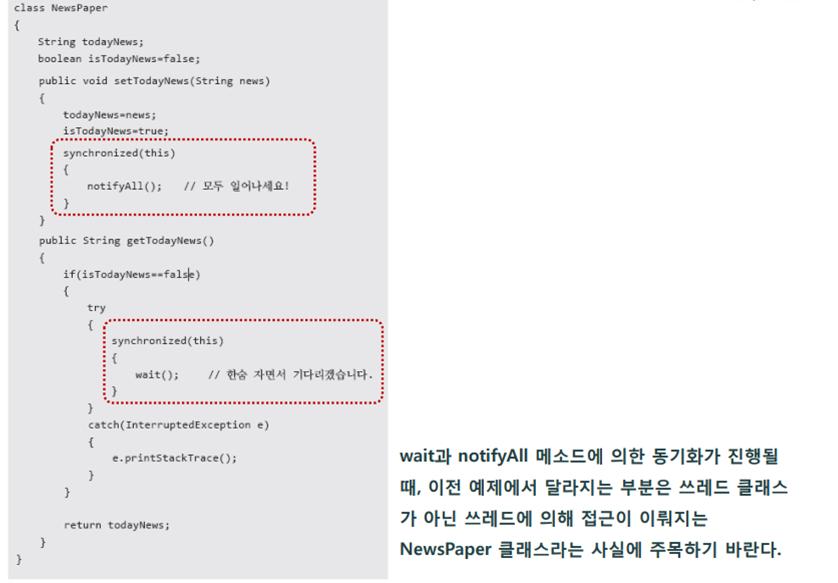 class NewsPaper
{
String todayNews;
boolean isTodayNews=false;
public void setTodayNews(String news)
{
todayNews=news;
isTodayNews=true;
synchronized(this)
{
notifyAll();   // 모두 일어나세요!
}
}
public String getTodayNews()
{
if(isTodayNews==false)
{
try
{
synchronized(this)
{
wait();    // 한숨 자면서 기다리겠습니다.
}
}
catch(InterruptedException e)
{
e.printStackTrace();
}
}
return todayNews;
}
}
wait과 notifyAll 메소드에 의한 동기화가 진행될
때, 이전 예제에서 달라지는 부분은 쓰레드 클래스
가 아닌 쓰레드에 의해 접근이 이뤄지는
NewsPaper 클래스라는 사실에 주목하기 바란다.